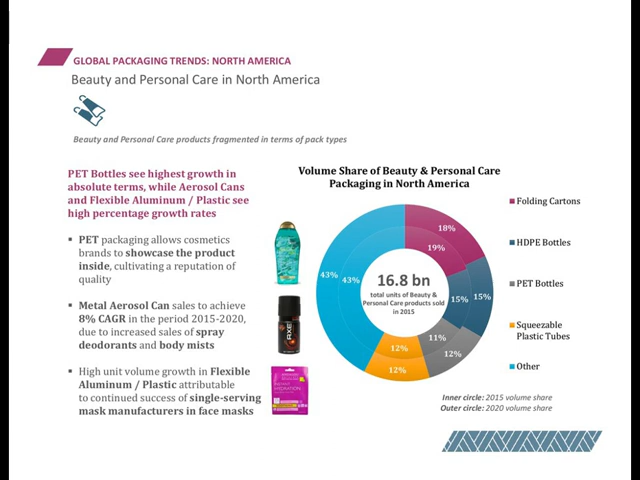 GLOBAL PACKAGING TRENDS: NORTH AMERICA
Beauty and Personal Care in North America
Beauty and Personal Care products fragmented in terms of pack types
PET Bottles see highest growth in
absolute terms, while Aerosol Cans
and Flexible Aluminum / Plastic see
high percentage growth rates
▪ PET packaging allows cosmetics
brands to showcase the product
inside, cultivating a reputation of
quality
▪ Metal Aerosol Can sales to achieve
8% CAGR in the period 2015-2020,
due to increased sales of spray
deodorants and body mists
▪ High unit volume growth in Flexible
Aluminum / Plastic attributable
to continued success of single-serving
mask manufacturers in face masks
AXE
HYDRATION
Volume Share of Beauty & Personal Care
Packaging in North America
18%
19%
15%
15%
11%
12%
12%
12%
43%
43%
16.8 bn
total units of Beauty &
Personal Care products sold
in 2015
Folding Cartons
HDPE Bottles
PET Bottles
Squeezable
Plastic Tubes
Other
Inner circle: 2015 volume share
Outer circle: 2020 volume share